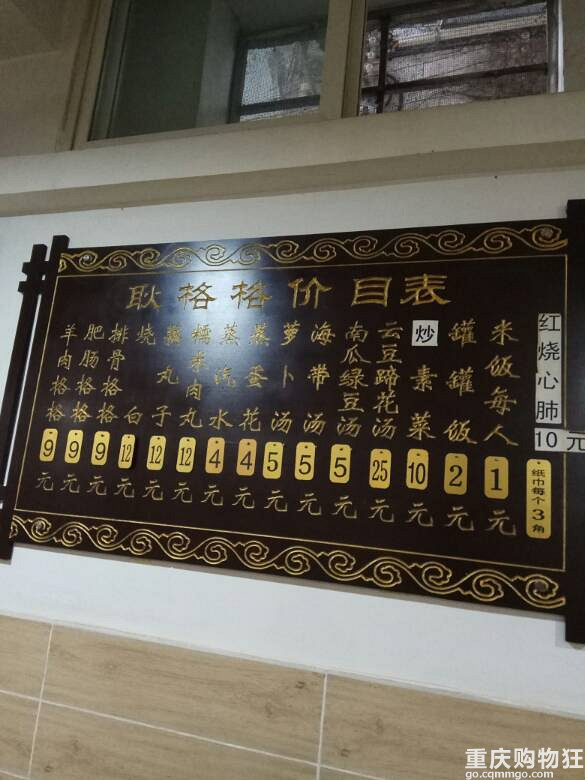 耿格格价目表
羊肉格格9元
肥肠格格9元
排骨格格9元
烧白12元
丸子12元
糯米肉丸12元
蒸汽水4元
蒸蛋花4元
萝卜汤5元
海带汤5元
南瓜绿豆汤5元
云豆蹄花汤25元
炒素菜10元
罐罐饭2元
米饭每人1元
红烧心肺
10元
纸巾每个3角
重庆购物狂
go.cqmmgo.com